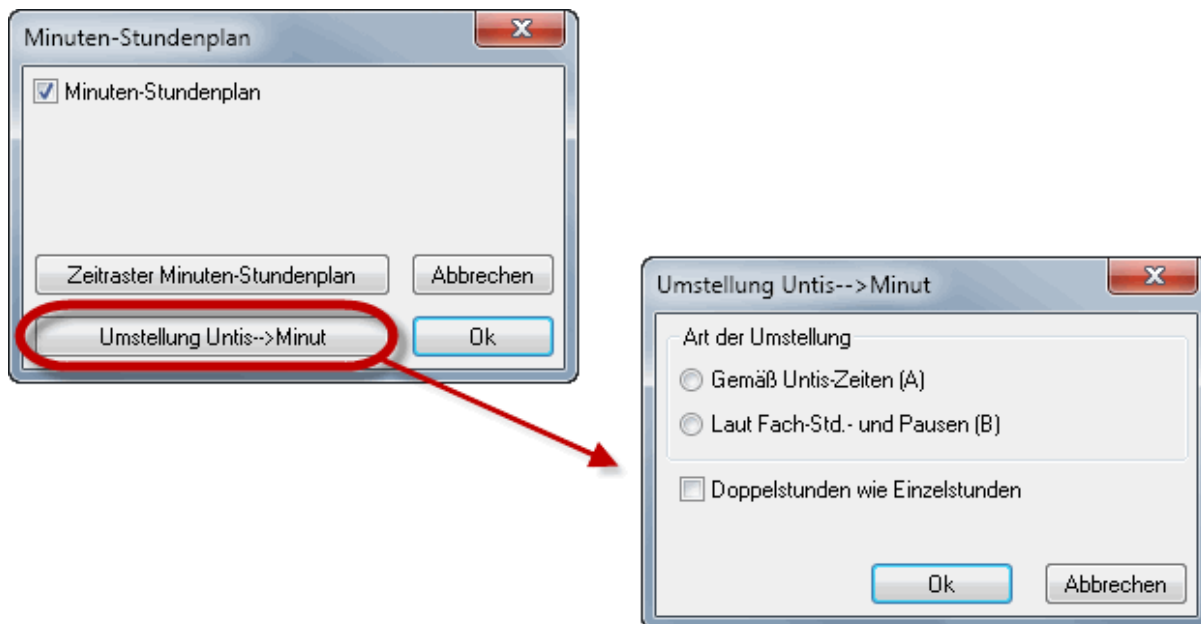 Minuten-Stundenplan
Minuten-Stundenplan
Zeitraster Minuten-Stundenplan
Abbrechen
Umstellung Untis-->Minut
Ok
Umstellung Untis-->Minut
Art der Umstellung
Gemäß Untis-Zeiten (A)
Laut Fach-Std.- und Pausen (B)
Doppelstunden wie Einzelstunden
Ok
Abbrechen